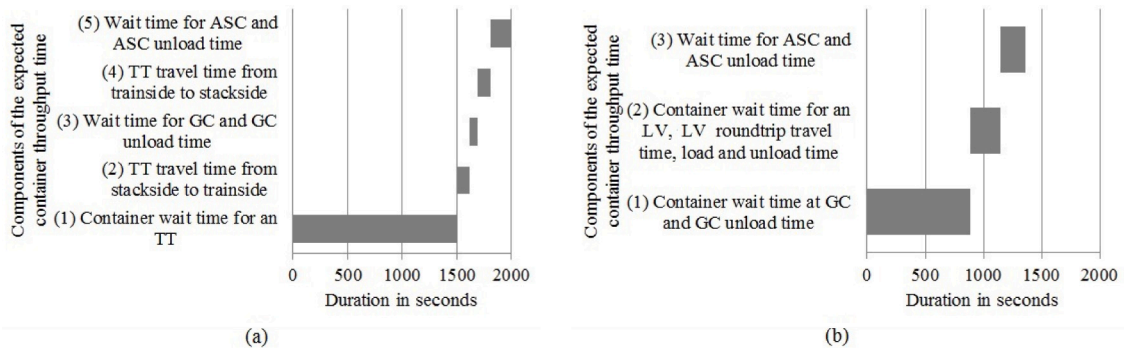 Components of the expected
container throughput time
(5) Wait time for ASC and
ASC unload time
(4) TT travel time from
trainside to stackside
(3) Wait time for GC and GC
unload time
(2) TT travel time from
stackside to trainside
(1) Container wait time for an
TT
0 500 1000 1500 2000
Duration in seconds
(a)
Components of the expected
container throughput time
(3) Wait time for ASC and
ASC unload time
(2) Container wait time for an
LV, LV roundtrip travel
time, load and unload time
(1) Container wait time at GC
and GC unload time
0 500 1000 1500 2000
Duration in seconds
(b)